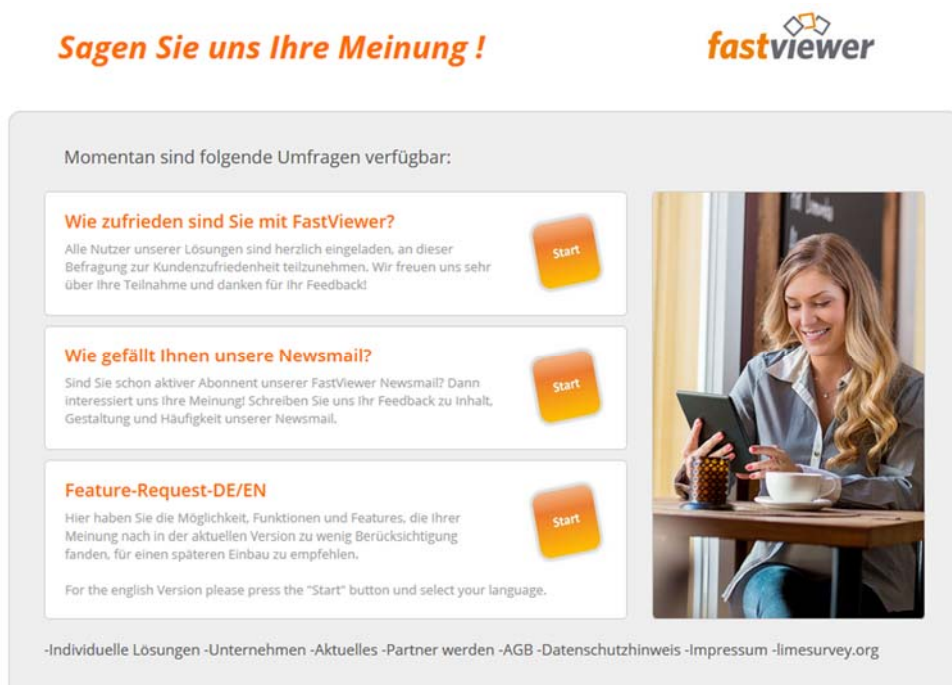 Sagen Sie uns Ihre Meinung !
fastviewer
Momentan sind folgende Umfragen verfügbar:
Wie zufrieden sind Sie mit FastViewer?
Alle Nutzer unserer Lösungen sind herzlich eingeladen, an dieser
Befragung zur Kundenzufriedenheit teilzunehmen. Wir freuen uns sehr
über Ihre Teilnahme und danken für Ihr Feedback!
Start
Wie gefällt Ihnen unsere Newsmail?
Sind Sie schon aktiver Abonnent unserer FastViewer Newsmail? Dann
interessiert uns Ihre Meinung! Schreiben Sie uns Ihr Feedback zu Inhalt,
Gestaltung und Häufigkeit unserer Newsmail.
Start
Feature-Request-DE/EN
Hier haben Sie die Möglichkeit, Funktionen und Features, die Ihrer
Meinung nach in der aktuellen Version zu wenig Berücksichtigung
fanden, für einen späteren Einbau zu empfehlen.
For the english Version please press the "Start" button und select your language.
Start
-Individuelle Lösungen -Unternehmen -Aktuelles -Partner werden -AGB -Datenschutzhinweis -Impressum -limesurvey.org